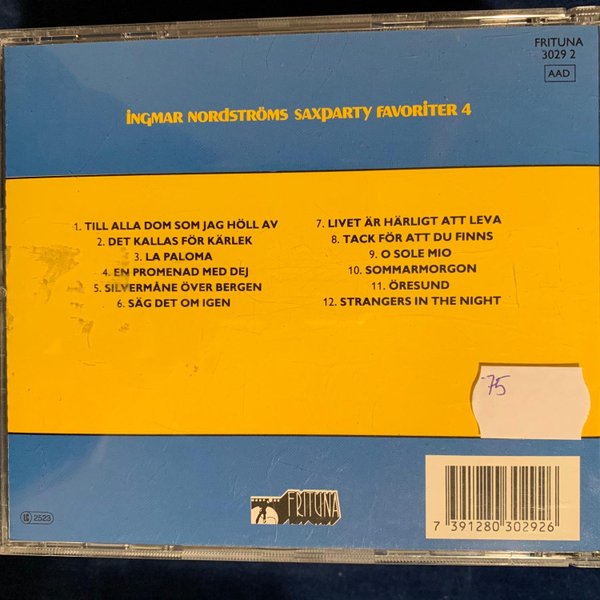 FRITUNA
3029 2
AAD
INGMAR NORDSTRÖMS SAXPARTY FAVORITER 4
1. TILL ALLA DOM SOM JAG HÖLL AV
2. DET KALLAS FÖR KÄRLEK
3. LA PALOMA
4. EN PROMENAD MED DEJ
5. SILVERMÅNE ÖVER BERGEN
6. SÄG DET OM IGEN
7. LIVET ÄR HÄRLIGT ATT LEVA
8. TACK FÖR ATT DU FINNS
9. O SOLE MIO
10. SOMMARMORGON
11. ÖRESUND
12. STRANGERS IN THE NIGHT
75
2523
FRITUNA
7 391280 302926